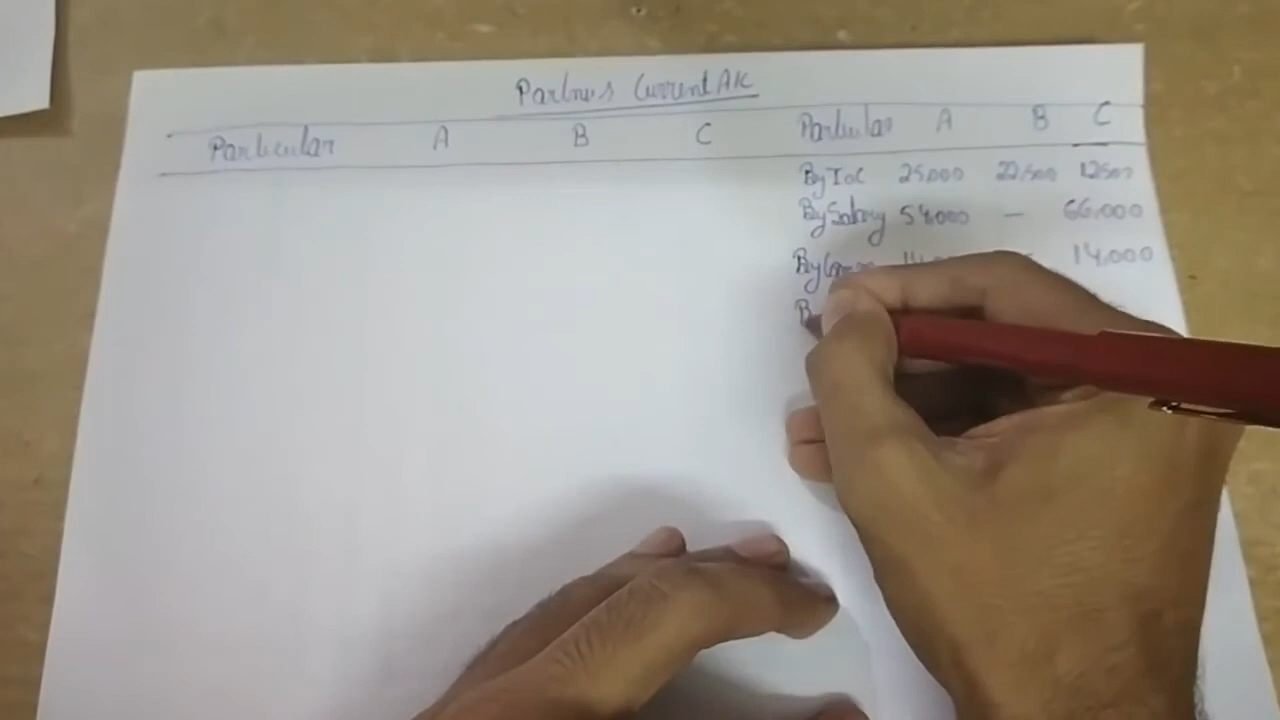 Partners Current A/c
Particular A B C Particular A B C
By IOC 25,000 22,500 12,500
By Salary 54,000 — 66,000
By 14,000